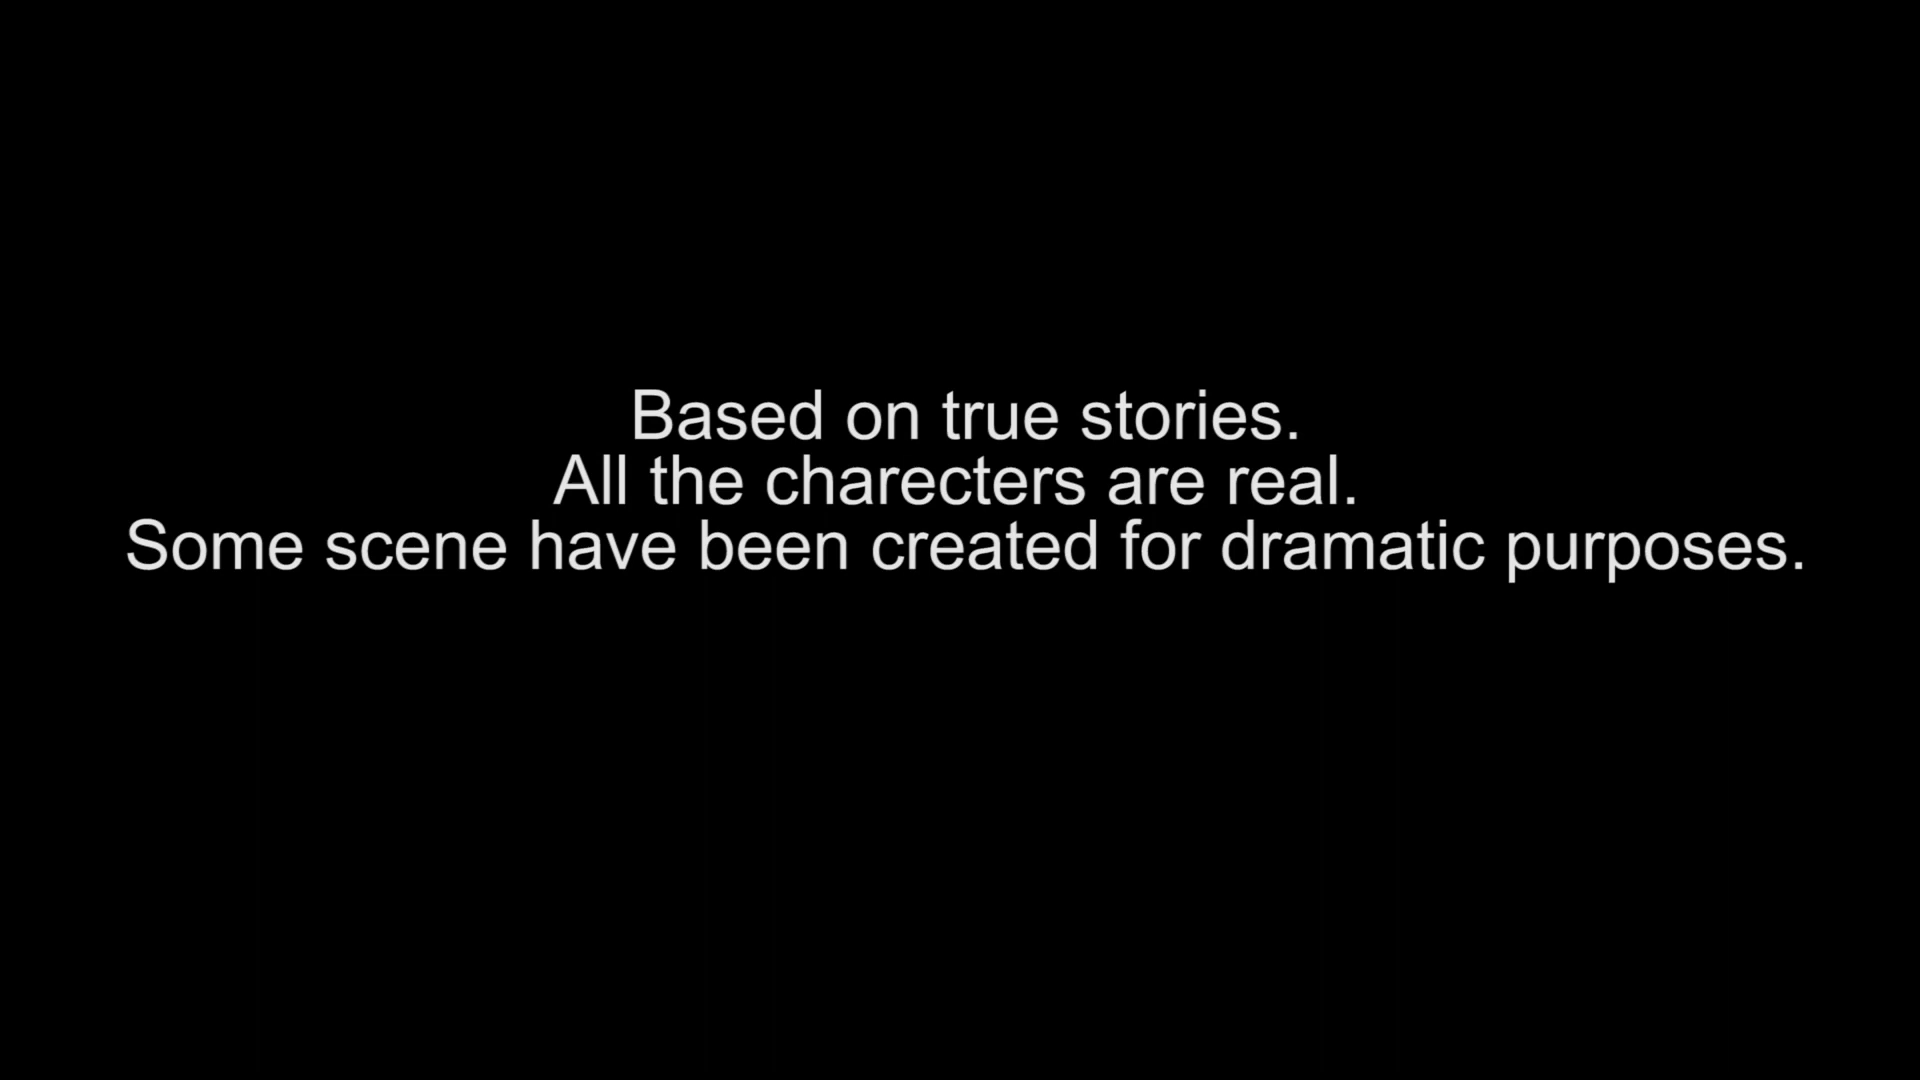 Based on true stories.
All the charecters are real.
Some scene have been created for dramatic purposes.